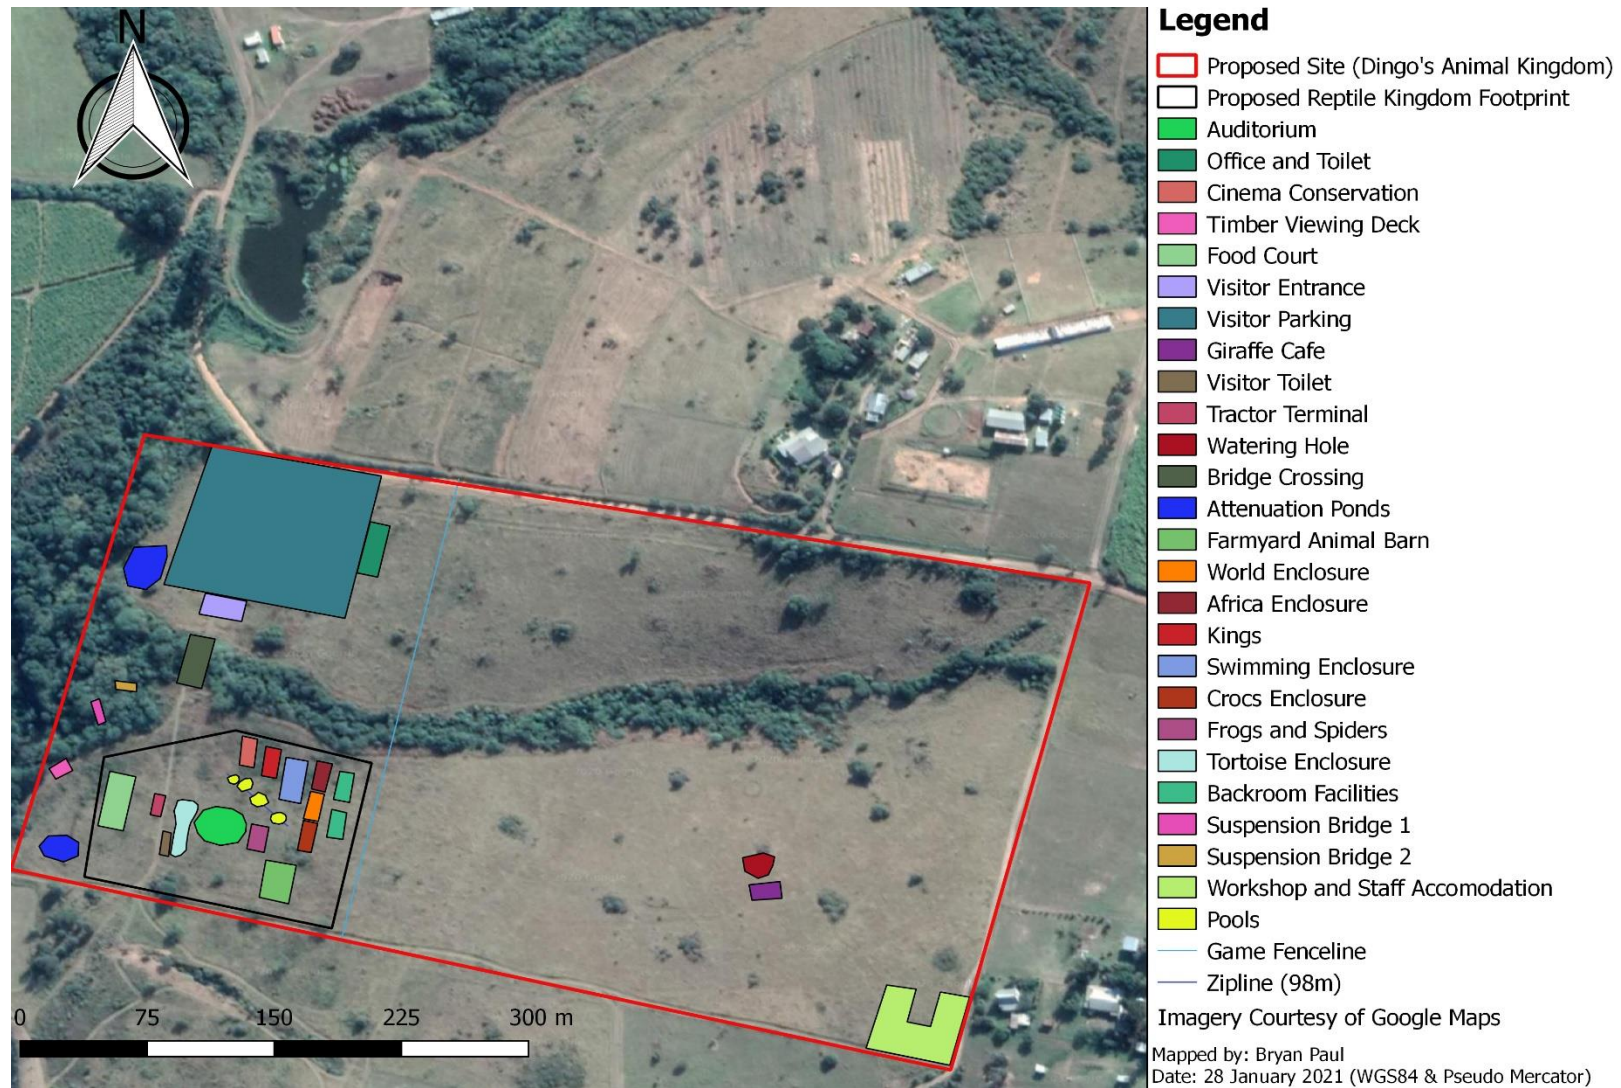 N
0 75 150 225 300 m
Legend
Proposed Site (Dingo's Animal Kingdom)
Proposed Reptile Kingdom Footprint
Auditorium
Office and Toilet
Cinema Conservation
Timber Viewing Deck
Food Court
Visitor Entrance
Visitor Parking
Giraffe Cafe
Visitor Toilet
Tractor Terminal
Watering Hole
Bridge Crossing
Attenuation Ponds
Farmyard Animal Barn
World Enclosure
Africa Enclosure
Kings
Swimming Enclosure
Crocs Enclosure
Frogs and Spiders
Tortoise Enclosure
Backroom Facilities
Suspension Bridge 1
Suspension Bridge 2
Workshop and Staff Accomodation
Pools
Game Fenceline
Zipline (98m)
Imagery Courtesy of Google Maps
Mapped by: Bryan Paul
Date: 28 January 2021 (WGS84 & Pseudo Mercator)